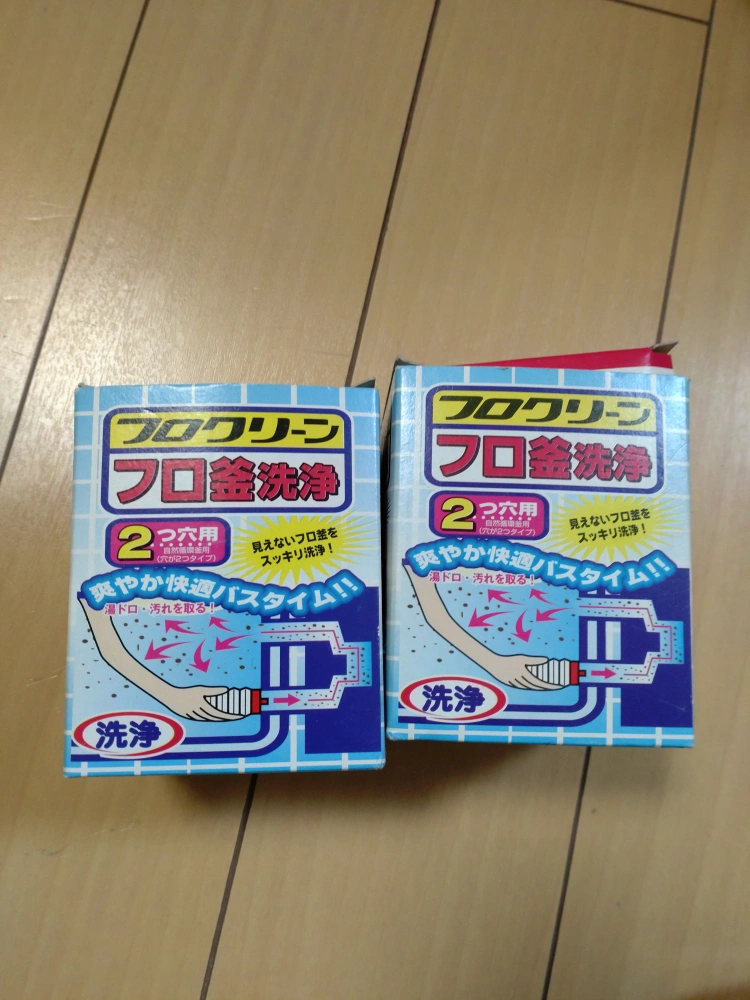 フロクリーン
フロ釜洗浄
2つ穴用
自然循環釜用
(穴が2つタイプ)
見えないフロ釜を
スッキリ洗浄!
爽やか快適バスタイム!!
湯ドロ・汚れを取る!
洗浄
フロクリーン
フロ釜洗浄
2つ穴用
自然循環釜用
(穴が2つタイプ)
見えないフロ釜を
スッキリ洗浄!
爽やか快適バスタイム!!
湯ドロ・汚れを取る!
洗浄